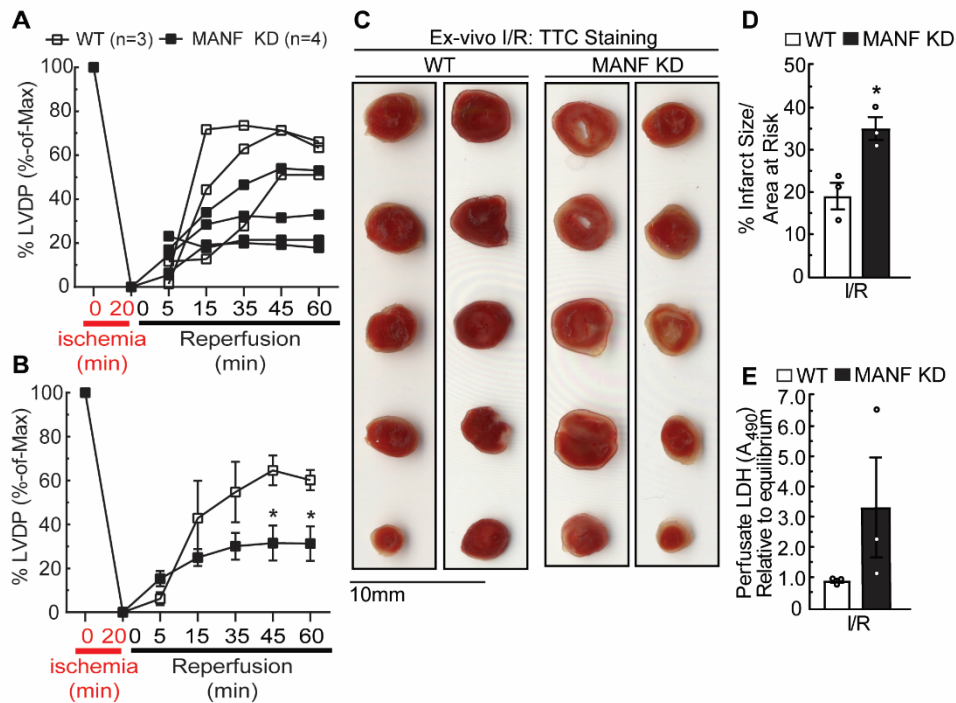 A
WT (n=3) MANF KD (n=4)
% LVDP (%-of-Max)
100
80
60
40
20
0
0 20 0 5 15 35 45 60
ischemia
(min)
Reperfusion
(min)
B
% LVDP (%-of-Max)
100
80
60
40
20
0
0 20 0 5 15 35 45 60
ischemia
(min)
Reperfusion
(min)
* *
C
Ex-vivo I/R: TTC Staining
WT MANF KD
10mm
D
WT MANF KD
% Infarct Size/
Area at Risk
50
40
30
20
10
0
*
I/R
E
WT MANF KD
Perfusate LDH (A490)
Relative to equilibrium
7.0
6.0
5.0
4.0
3.0
2.0
1.0
0
I/R